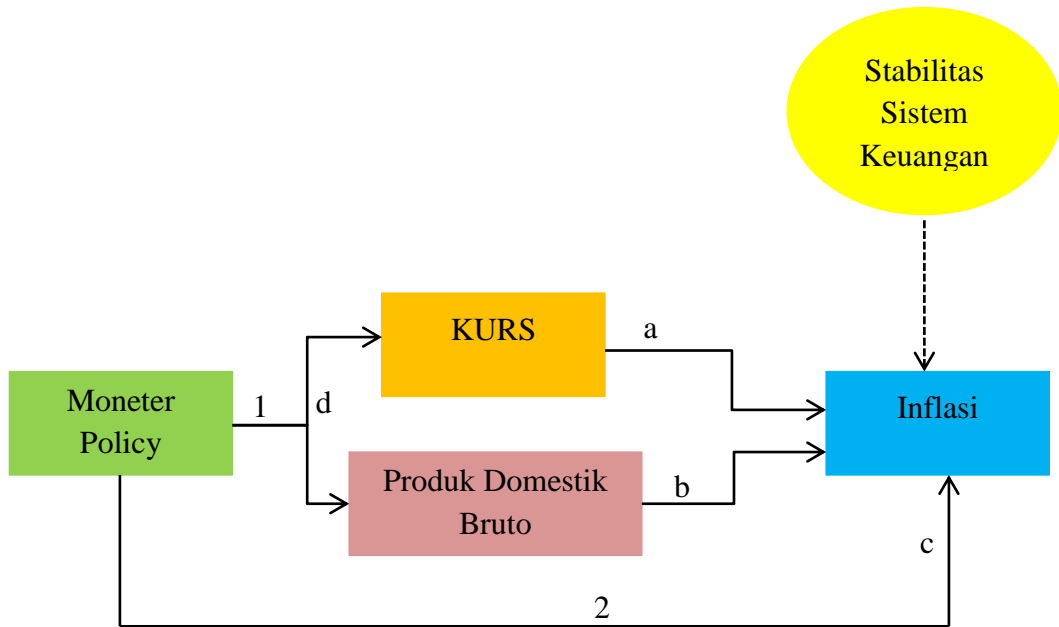 Stabilitas
Sistem
Keuangan
KURS
a
Moneter
Policy
1
d
Inflasi
Produk Domestik
Bruto
b
c
2